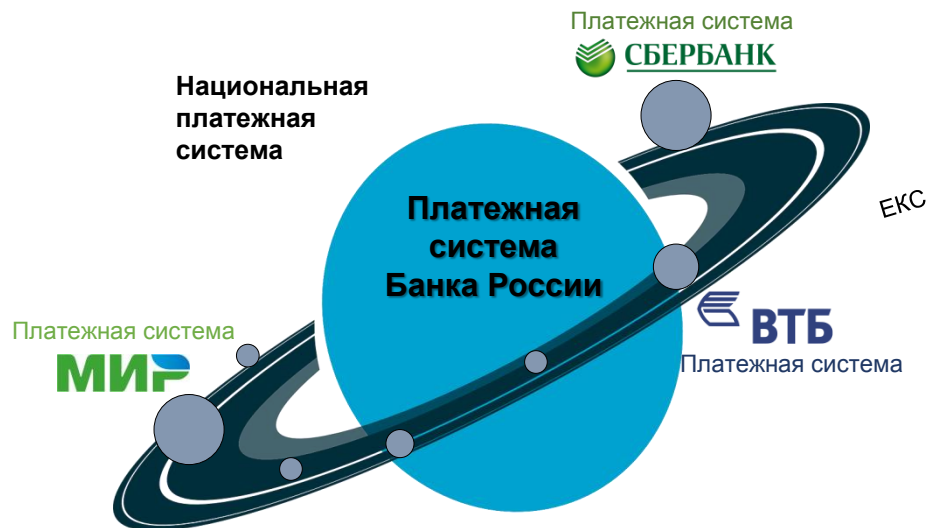 Платежная система
СБЕРБАНК
Национальная
платежная
система
Платежная
система
Банка России
ЕКС
Платежная система
МИР
ВТБ
Платежная система